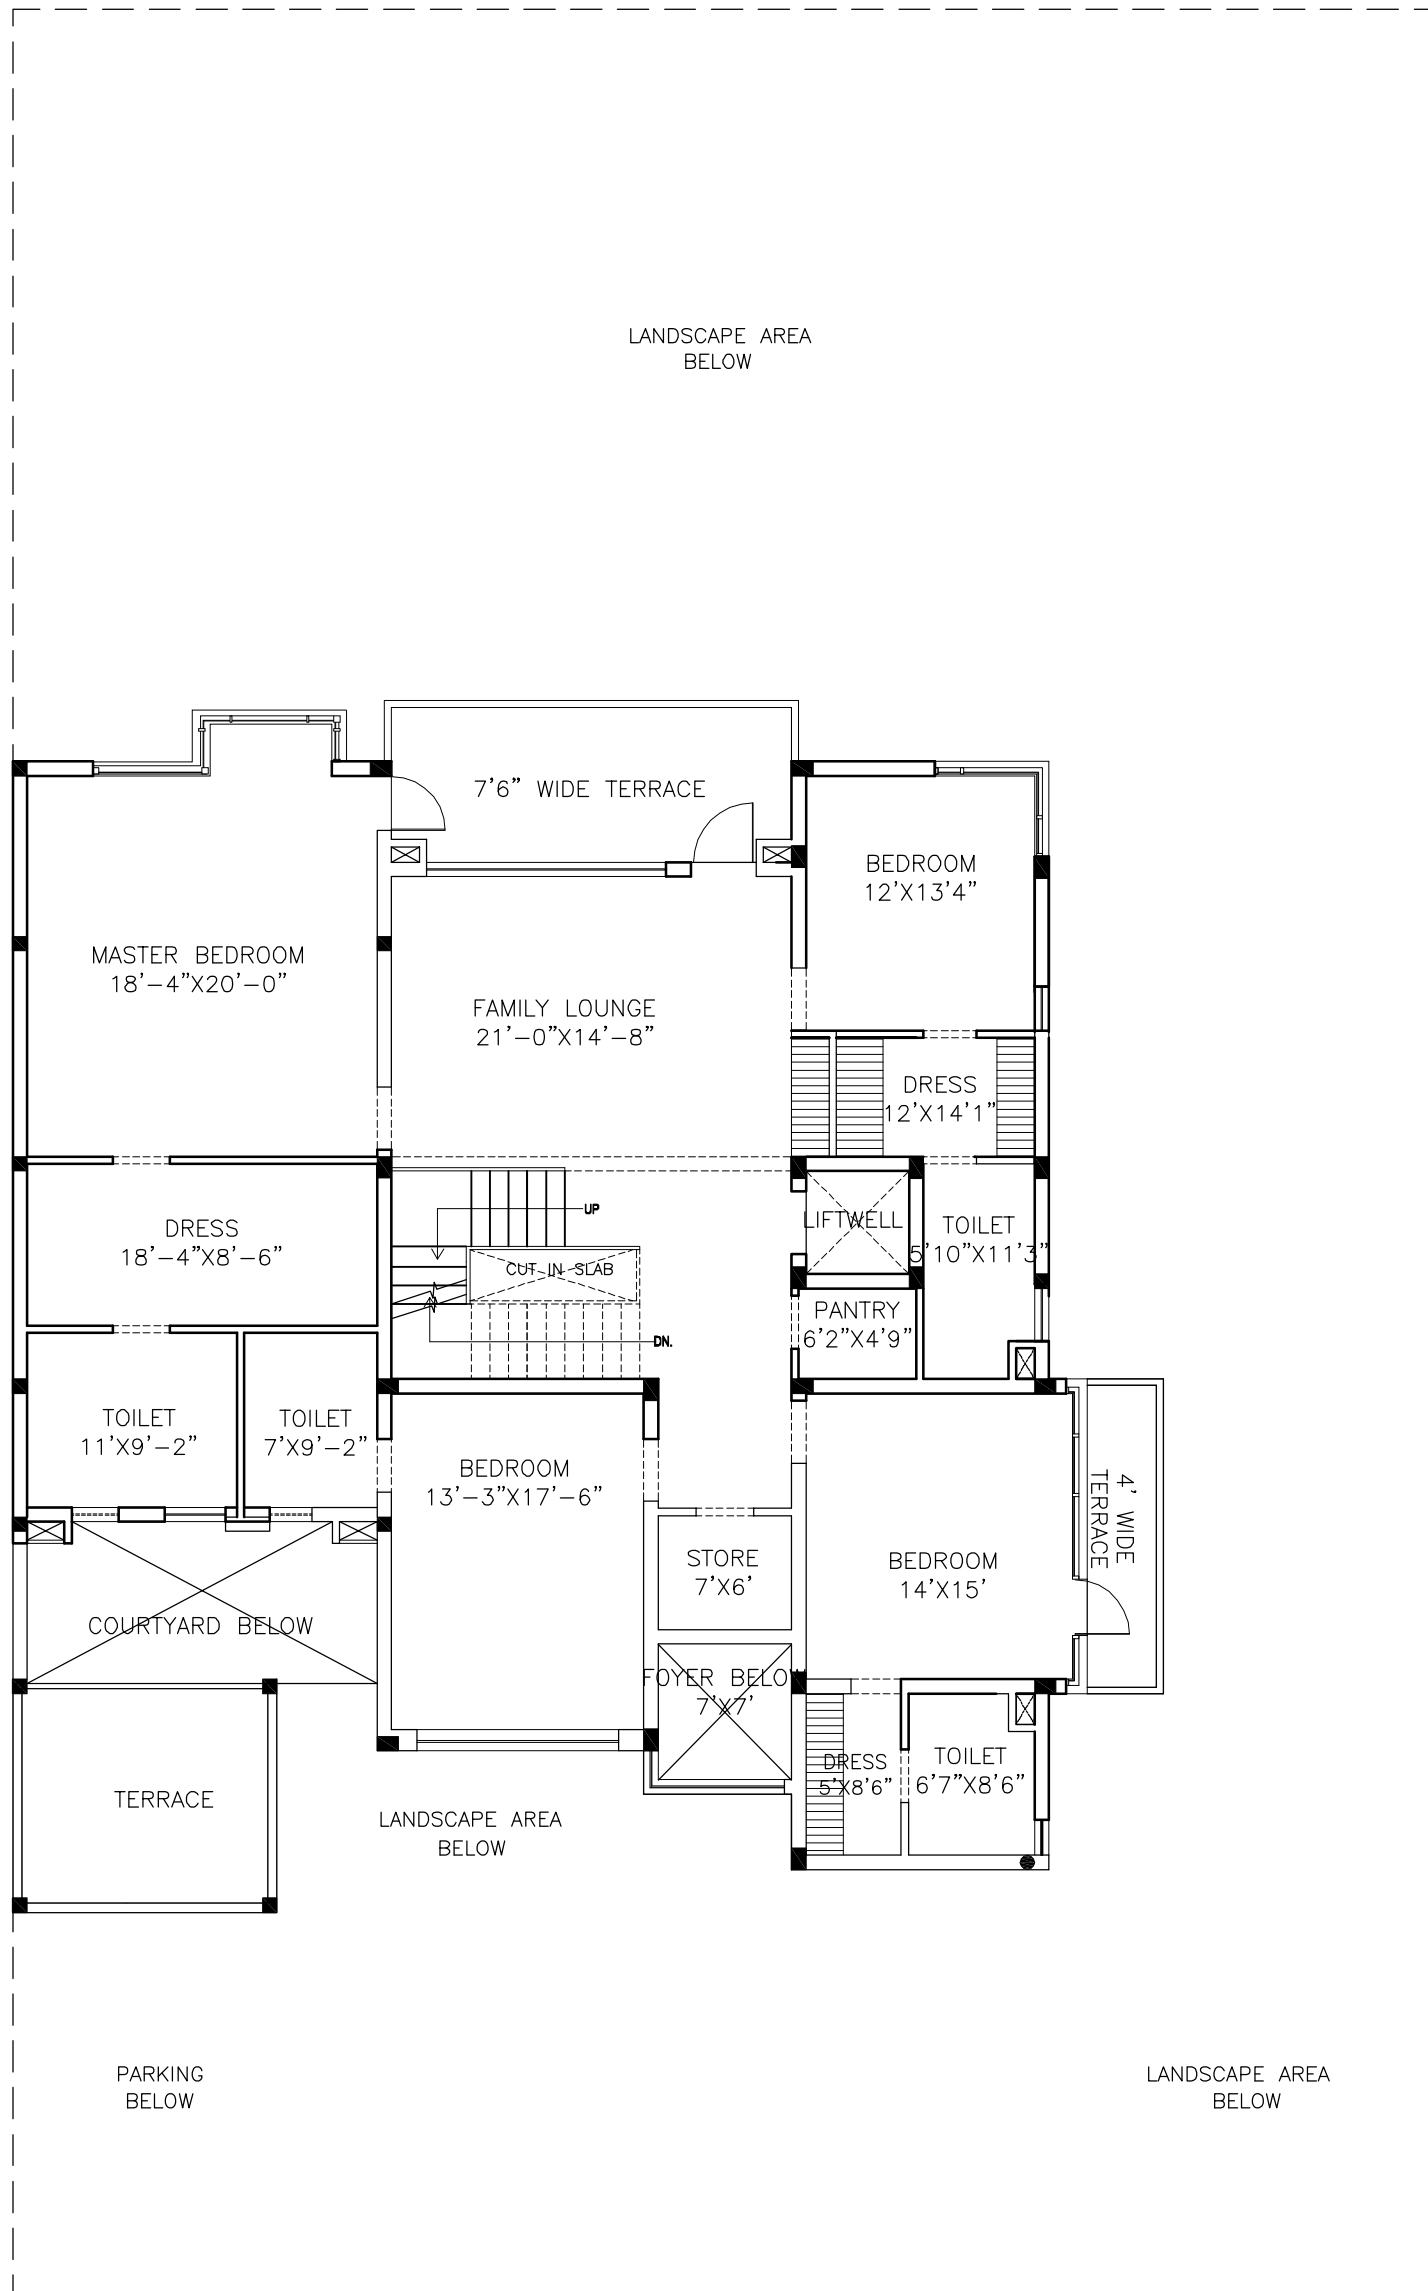 LANDSCAPE AREA
BELOW
7'6" WIDE TERRACE
BEDROOM
12'X13'4"
MASTER BEDROOM
18'-4"X20'-0"
FAMILY LOUNGE
21'-0"X14'-8"
DRESS
12'X14'1"
UP
LIFTWELL
TOILET
5'10"X11'3"
DRESS
18'-4"X8'-6"
CUT IN SLAB
PANTRY
6'2"X4'9"
DN.
TOILET
11'X9'-2"
TOILET
7'X9'-2"
BEDROOM
13'-3"X17'-6"
4' WIDE
TERRACE
STORE
7'X6'
BEDROOM
14'X15'
COURTYARD BELOW
FOYER BELOW
7'X7'
DRESS
5'X8'6"
TOILET
6'7"X8'6"
TERRACE
LANDSCAPE AREA
BELOW
PARKING
BELOW
LANDSCAPE AREA
BELOW